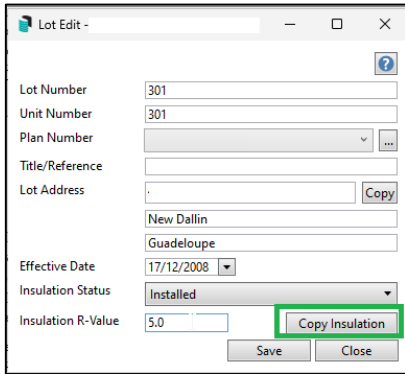 Lot Edit -
?
Lot Number 301
Unit Number 301
Plan Number ...
Title/Reference
Lot Address . Copy
New Dallin
Guadeloupe
Effective Date 17/12/2008
Insulation Status Installed
Insulation R-Value 5.0 Copy Insulation
Save Close